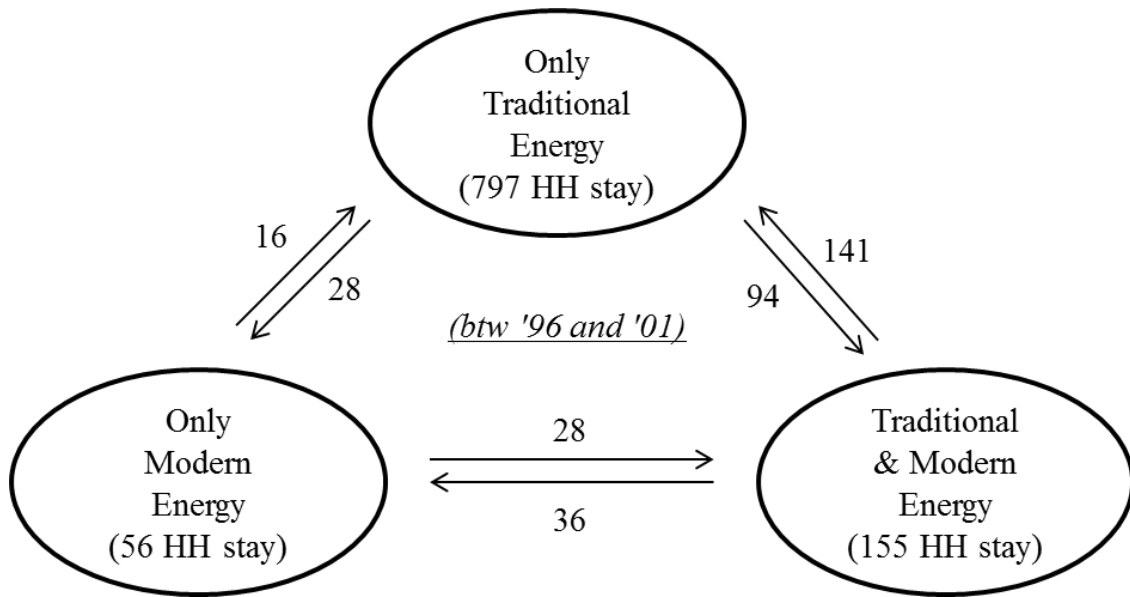 Only
Traditional
Energy
(797 HH stay)
16
28
141
94
(btw '96 and '01)
Only
Modern
Energy
(56 HH stay)
28
36
Traditional
& Modern
Energy
(155 HH stay)